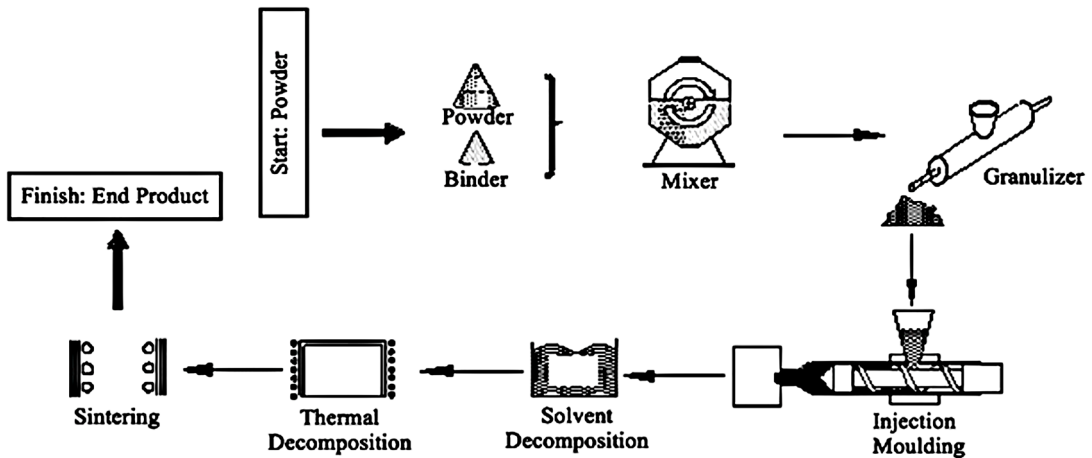 Start: Powder
Powder
Binder
Mixer
Granulizer
Injection
Moulding
Solvent
Decomposition
Thermal
Decomposition
Sintering
Finish: End Product